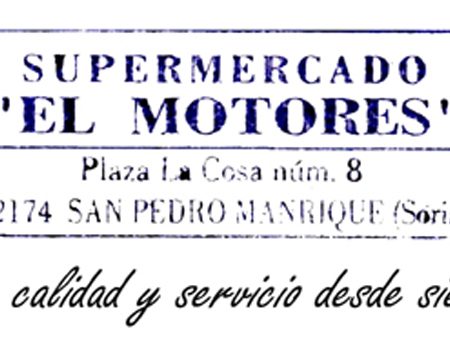 SUPERMERCADO
"EL MOTORES"
Plaza La Cosa núm. 8
2174 SAN PEDRO MANRIQUE (Sori
calidad y servicio desde sie